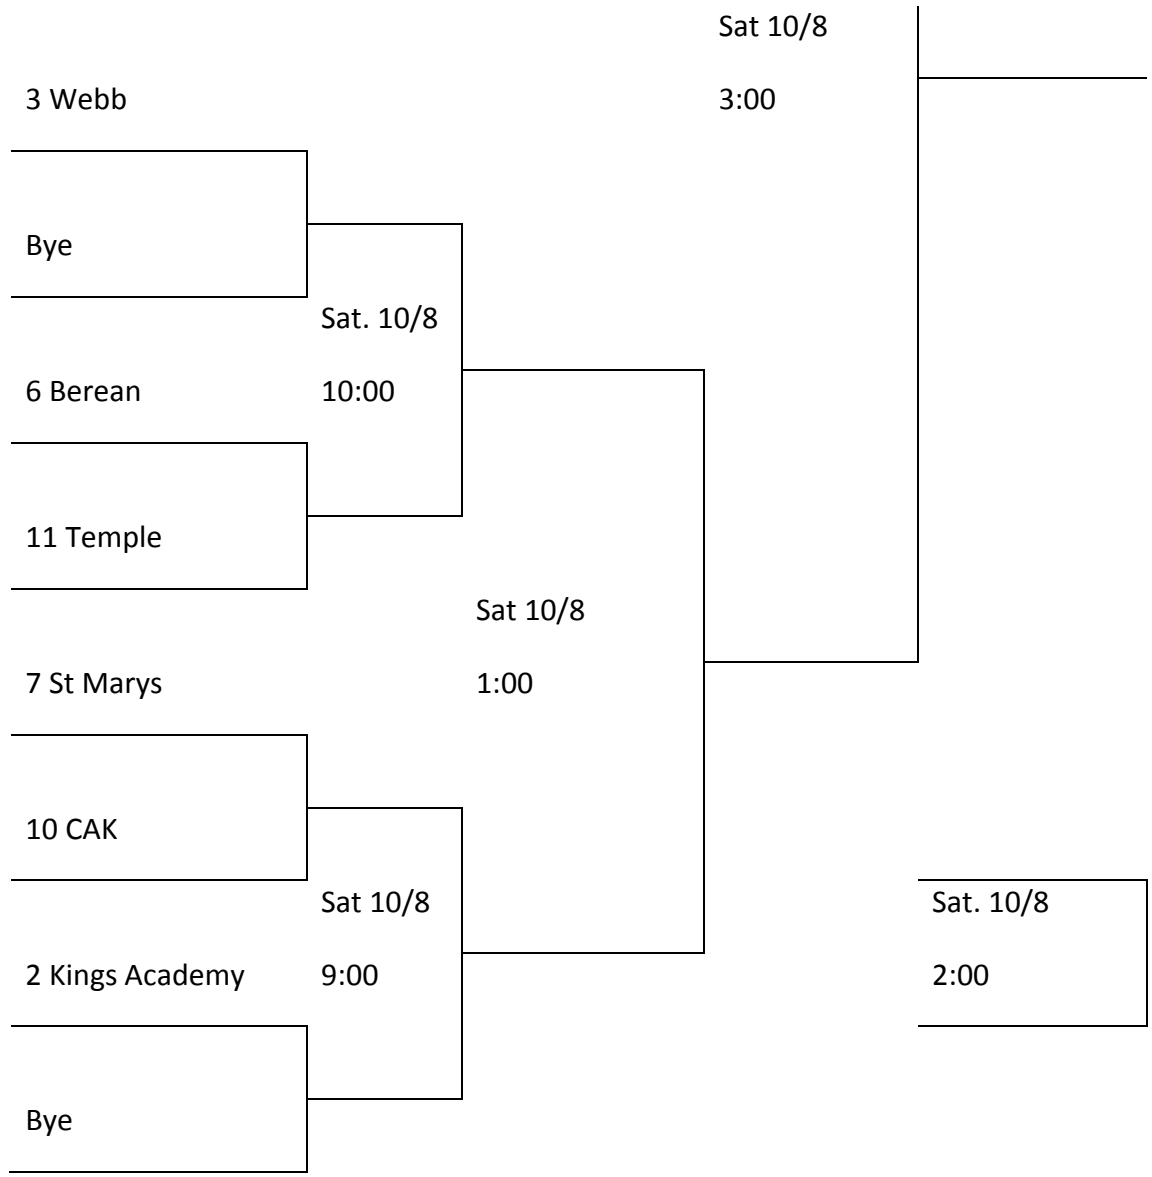 Sat 10/8
3 Webb
3:00
Bye
Sat. 10/8
6 Berean
10:00
11 Temple
Sat 10/8
7 St Marys
1:00
10 CAK
Sat 10/8
Sat. 10/8
2 Kings Academy
9:00
2:00
Bye